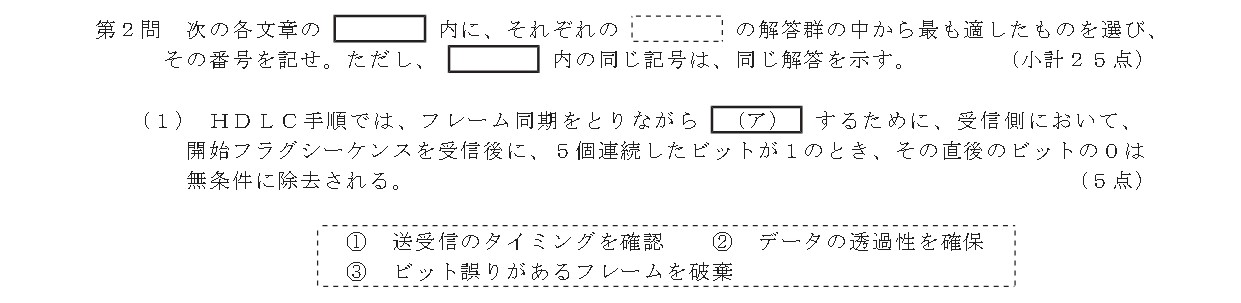 第２問　次の各文章の　　　　　内に、それぞれの　　　　　の解答群の中から最も適したものを選び、
その番号を記せ。ただし、　　　　　内の同じ記号は、同じ解答を示す。　　　　（小計２５点）
（１）　ＨＤＬＣ手順では、フレーム同期をとりながら　（ア）　するために、受信側において、
開始フラグシーケンスを受信後に、５個連続したビットが１のとき、その直後のビットの０は
無条件に除去される。　　　　（５点）
①　送受信のタイミングを確認　　②　データの透過性を確保
③　ビット誤りがあるフレームを破棄